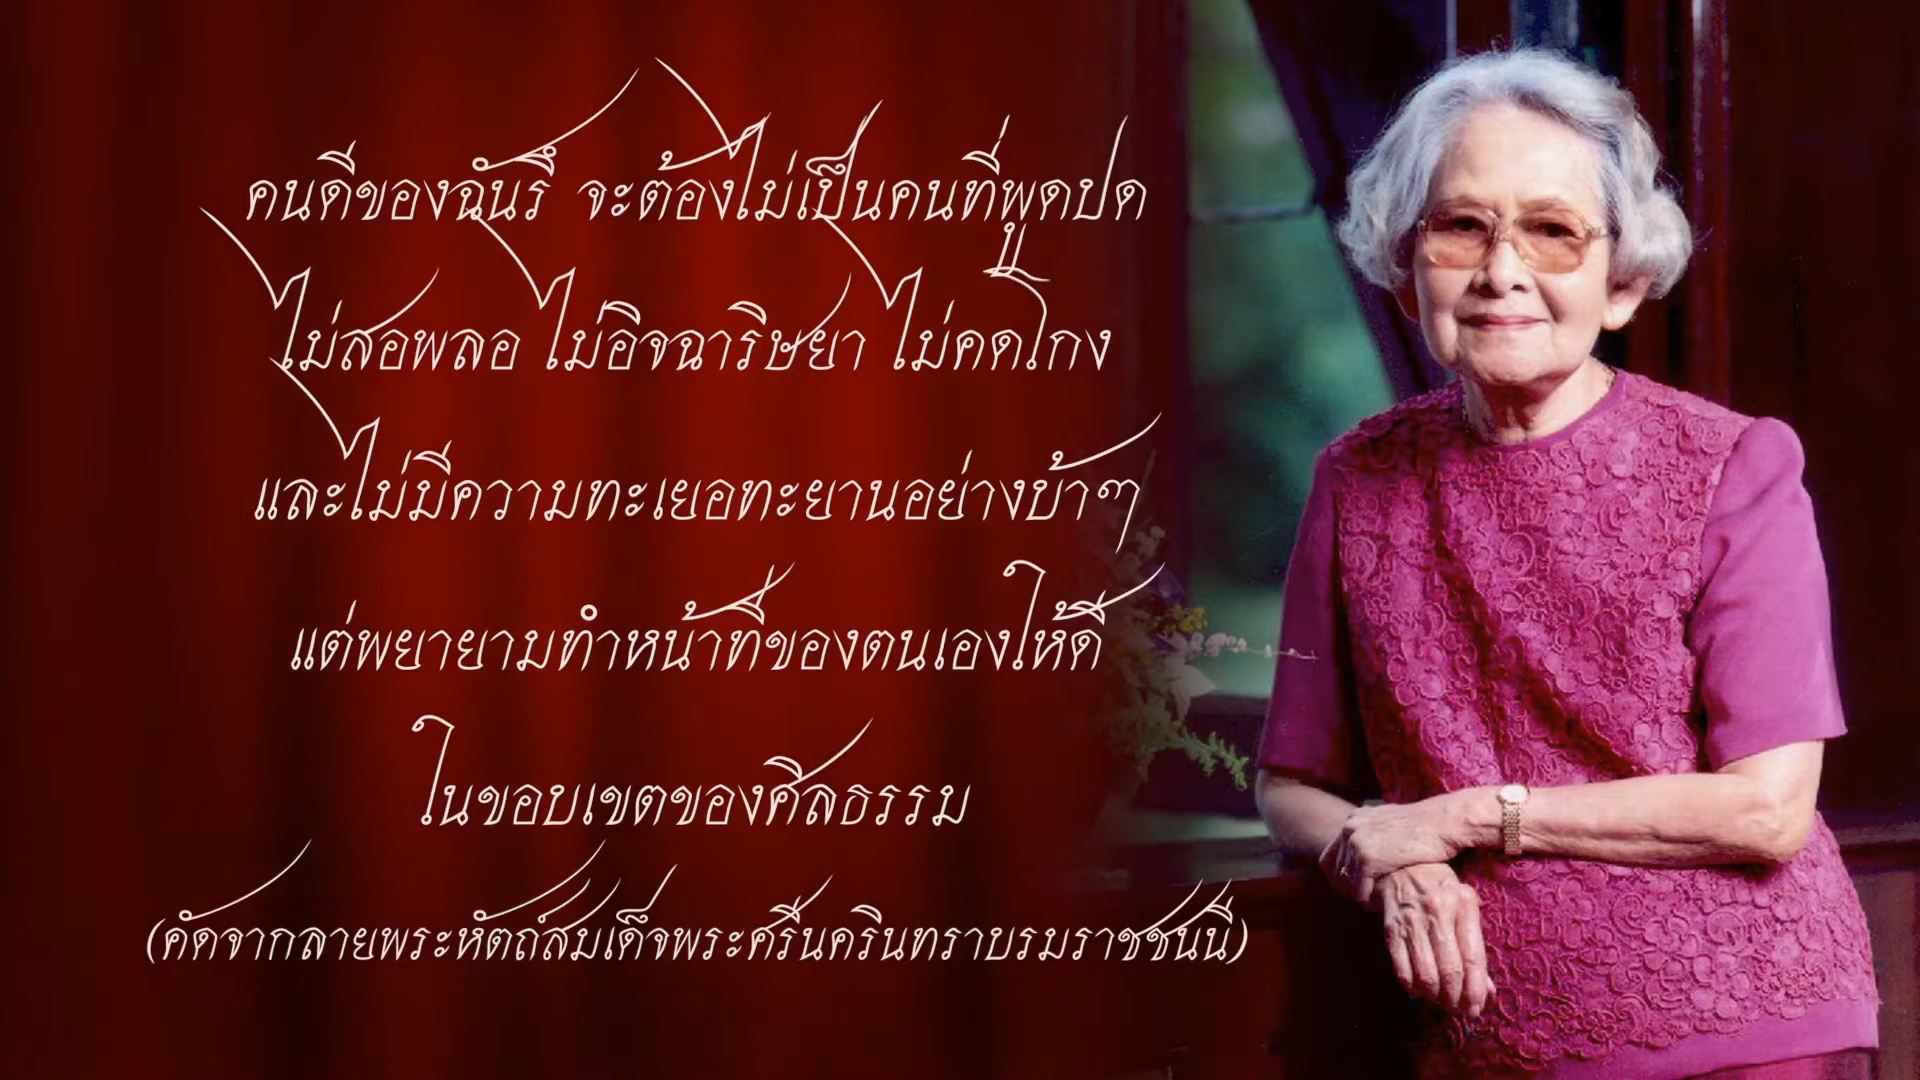 คนดีของฉันรึ จะต้องไม่เป็นคนที่พูดปด
ไม่สอพลอ ไม่อิจฉาริษยา ไม่คดโกง
และไม่มีความทะเยอทะยานอย่างบ้าๆ
แต่พยายามทำหน้าที่ของตนเองให้ดี
ในขอบเขตของศีลธรรม
(คัดจากลายพระหัตถ์สมเด็จพระศรีนครินทราบรมราชชนนี)